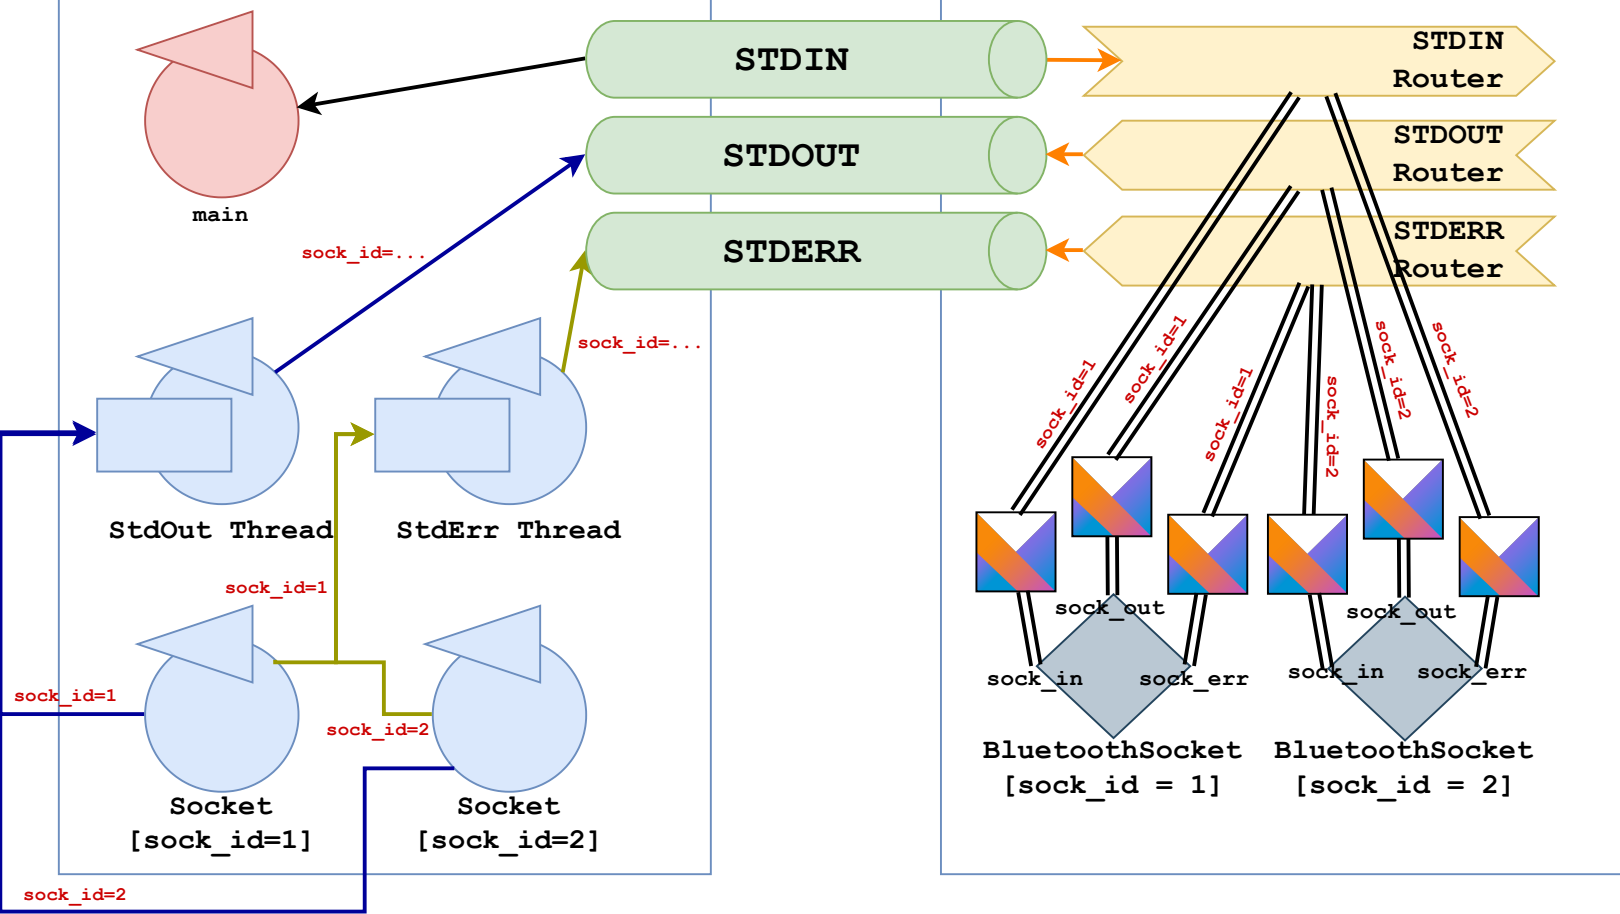 STDIN
STDIN
Router
STDOUT
STDOUT
Router
main
STDERR
STDERR
Router
sock_id=...
sock_id=...
sock_id=1
sock_id=1
sock_id=1
sock_id=2
sock_id=2
sock_id=2
StdOut Thread
StdErr Thread
sock_id=1
sock_out
sock_out
sock_in
sock_err
sock_in
sock_err
sock_id=1
sock_id=2
BluetoothSocket
[sock_id = 1]
BluetoothSocket
[sock_id = 2]
Socket
[sock_id=1]
Socket
[sock_id=2]
sock_id=2